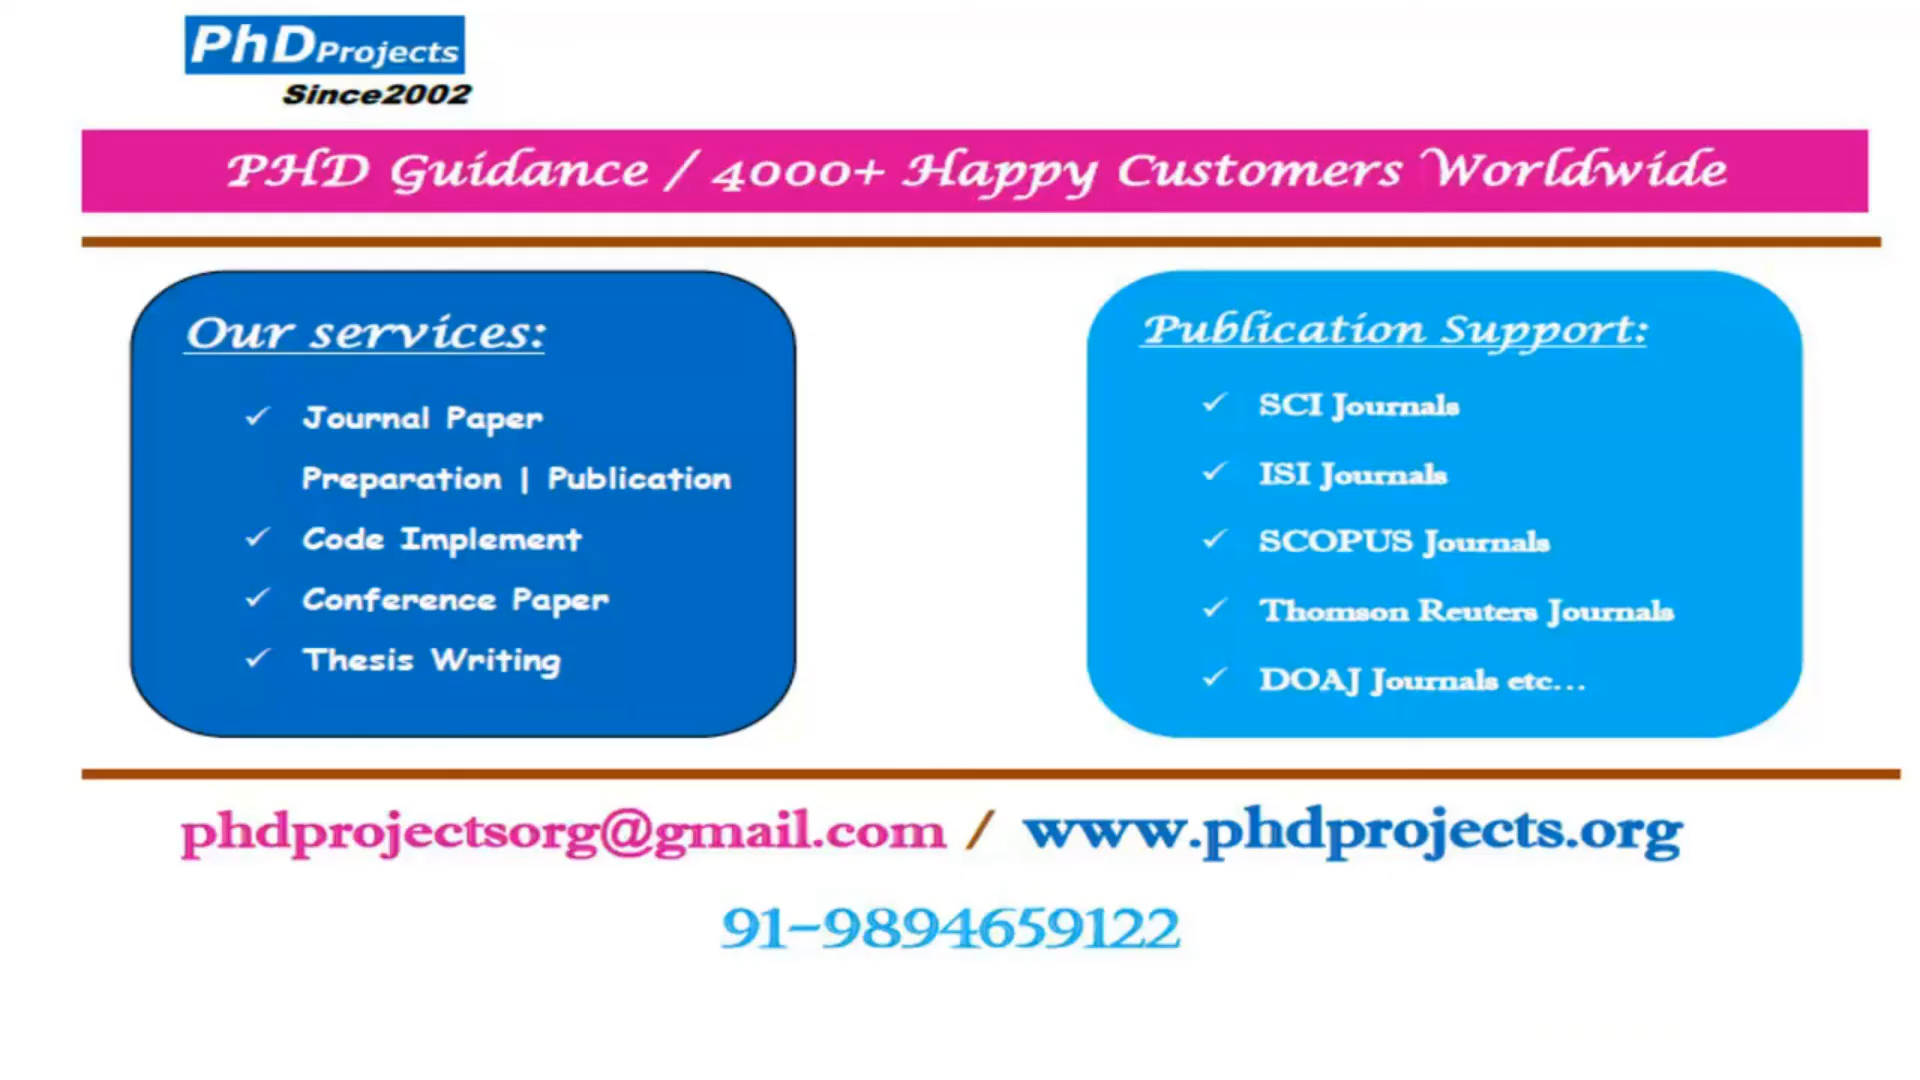 PhD Projects
Since2002
PHD Guidance / 4000+ Happy Customers Worldwide
Our services:
✓ Journal Paper
Preparation | Publication
✓ Code Implement
✓ Conference Paper
✓ Thesis Writing
Publication Support:
✓ SCI Journals
✓ ISI Journals
✓ SCOPUS Journals
✓ Thomson Reuters Journals
✓ DOAJ Journals etc...
phdprojectsorg@gmail.com / www.phdprojects.org
91-9894659122